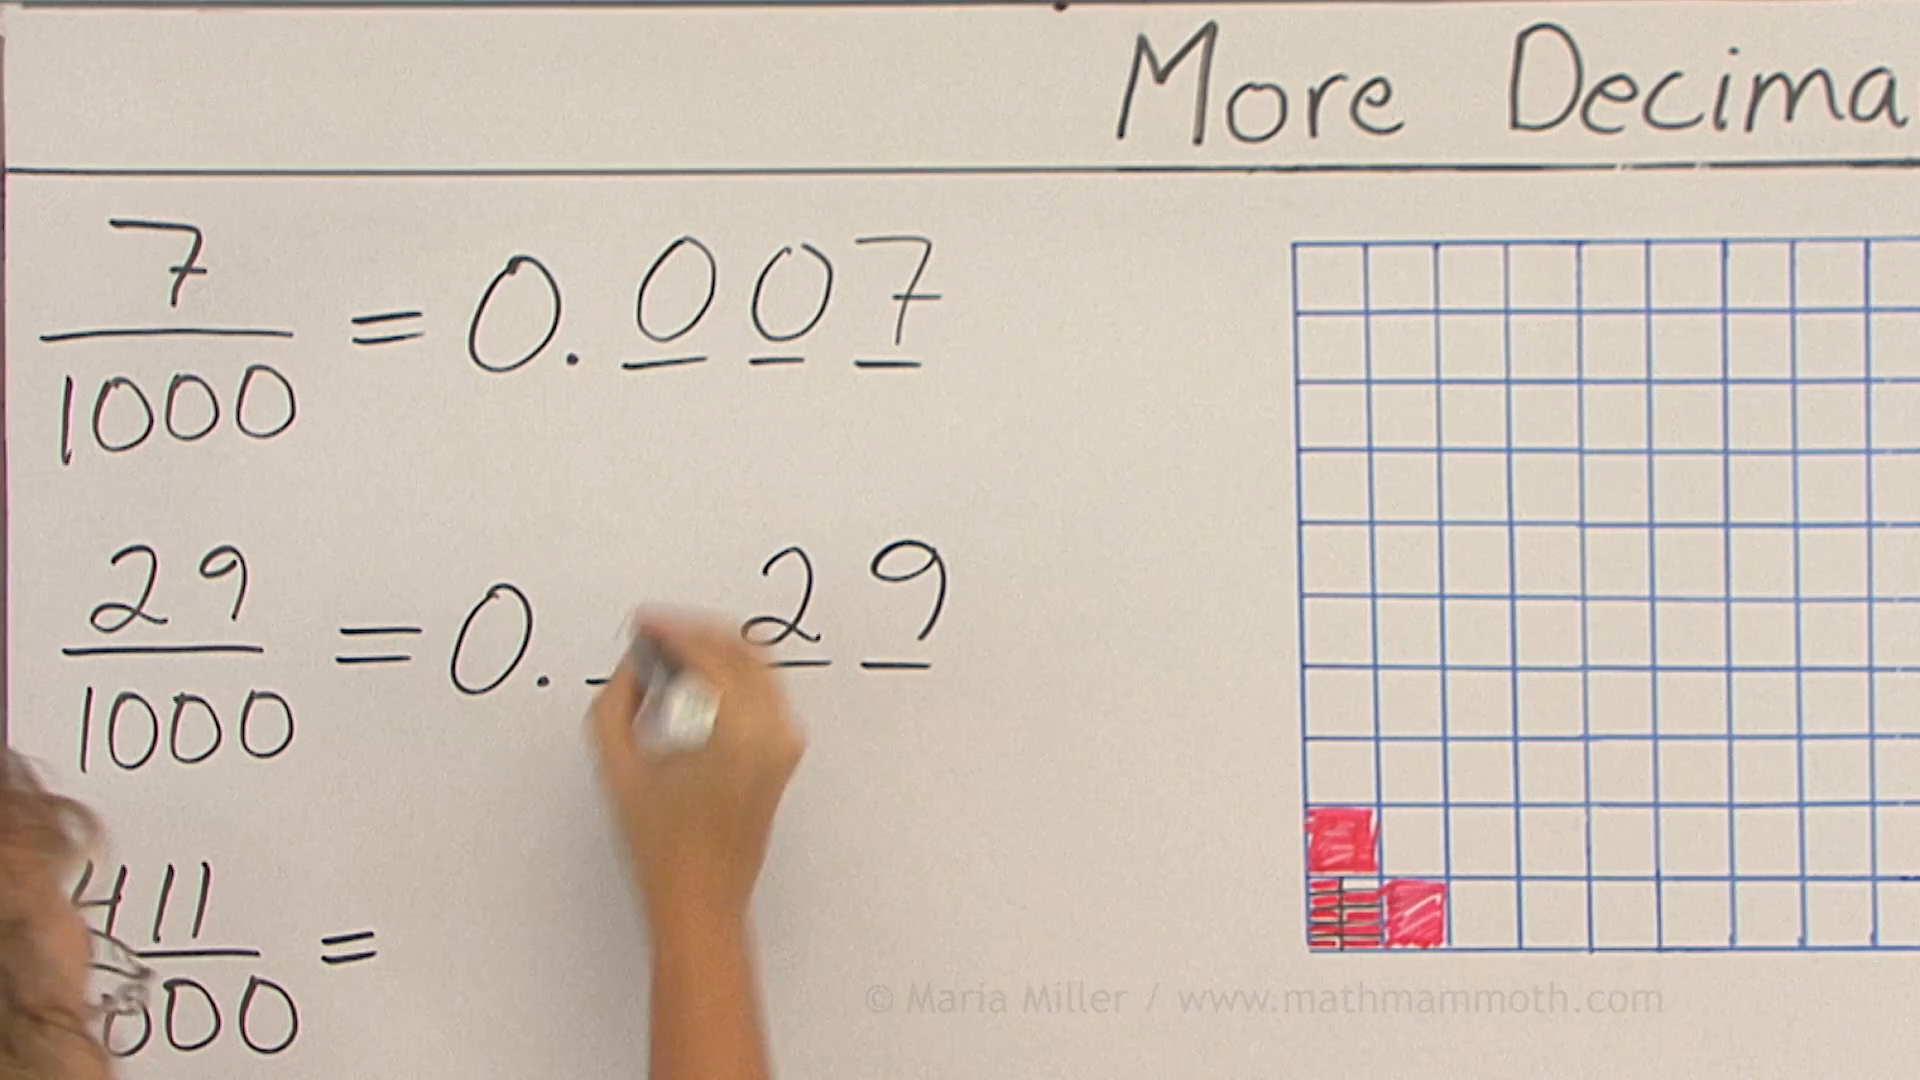 More Decima
7
1000
= 0.007
29
1000
= 0. 29
411
000
=
© Maria Miller / www.mathmammoth.com